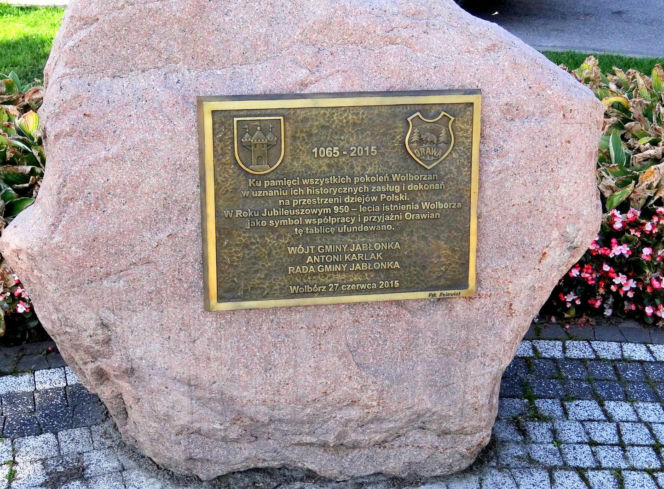 1065 - 2015
ORAWA
Ku pamięci wszystkich pokoleń Wolborzan
w uznaniu ich historycznych zasług i dokonań
na przestrzeni dziejów Polski.
W Roku Jubileuszowym 950 – lecia istnienia Wolborza
jako symbol współpracy i przyjaźni Orawian
tę tablicę ufundowano.
WÓJT GMINY JABŁONKA
ANTONI KARLAK
RADA GMINY JABŁONKA
Wolbórz 27 czerwca 2015